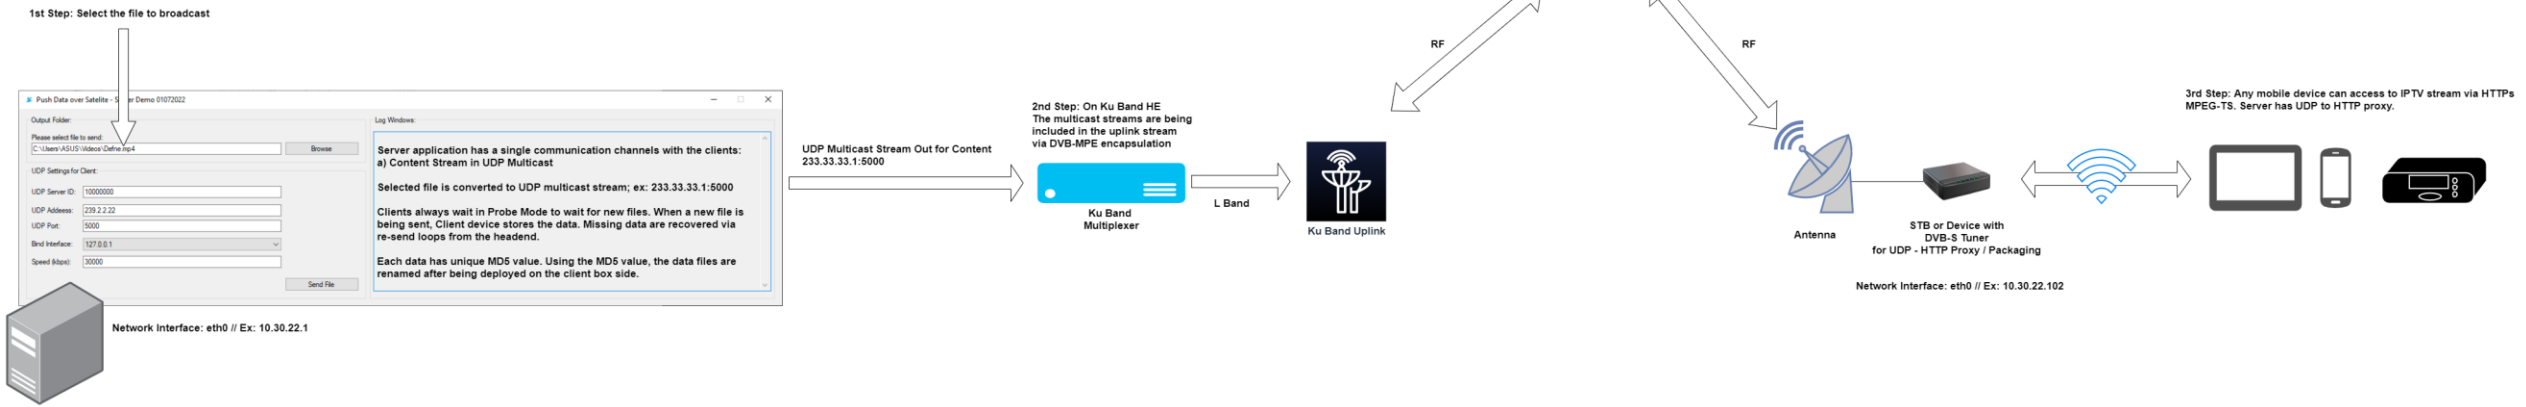 1st Step: Select the file to broadcast
Push Data over Satelite - Server Demo 01072022
Output Folder:
Please select file to send:
C:\Users\ASUS\Videos\Defne.mp4
Browse
UDP Settings for Client:
UDP Server ID:
10000000
UDP Addeess:
239.2.2.22
UDP Port:
5000
Bind Interface:
127.0.0.1
Speed (kbps):
30000
Send File
Log Windows:
Server application has a single communication channels with the clients:
a) Content Stream in UDP Multicast
Selected file is converted to UDP multicast stream; ex: 233.33.33.1:5000
Clients always wait in Probe Mode to wait for new files. When a new file is
being sent, Client device stores the data. Missing data are recovered via
re-send loops from the headend.
Each data has unique MD5 value. Using the MD5 value, the data files are
renamed after being deployed on the client box side.
Network Interface: eth0 // Ex: 10.30.22.1
UDP Multicast Stream Out for Content
233.33.33.1:5000
2nd Step: On Ku Band HE
The multicast streams are being
included in the uplink stream
via DVB-MPE encapsulation
Ku Band
Multiplexer
L Band
Ku Band Uplink
RF
RF
Antenna
STB or Device with
DVB-S Tuner
for UDP - HTTP Proxy / Packaging
Network Interface: eth0 // Ex: 10.30.22.102
3rd Step: Any mobile device can access to IPTV stream via HTTPs
MPEG-TS. Server has UDP to HTTP proxy.